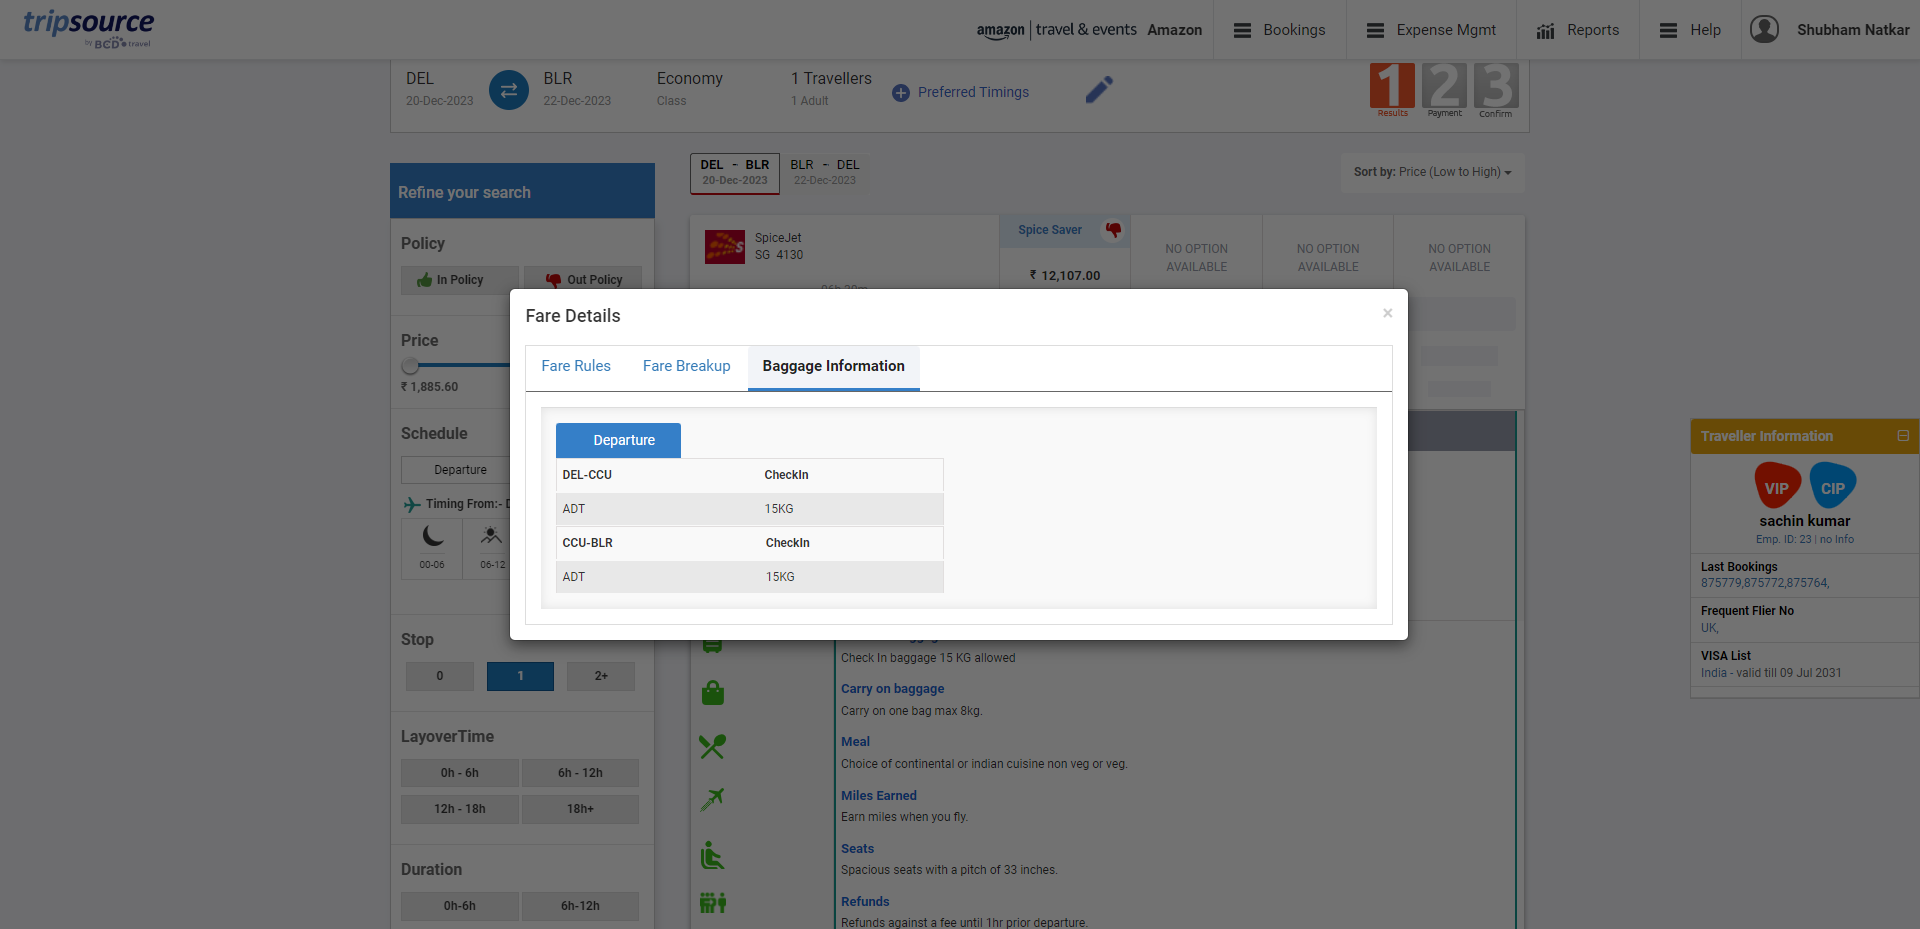 tripsource
by BCD travel
amazon travel & events Amazon
Bookings
Expense Mgmt
Reports
Help
Shubham Natkar
DEL
20-Dec-2023
BLR
22-Dec-2023
Economy
Class
1 Travellers
1 Adult
Preferred Timings
1 2 3
Results Payment Confirm
DEL - BLR
20-Dec-2023
BLR - DEL
22-Dec-2023
Sort by: Price (Low to High)
Refine your search
Policy
In Policy
Out Policy
Price
₹ 1,885.60
Schedule
Departure
Timing From:- D
00-06
06-12
Stop
0
1
2+
LayoverTime
0h - 6h
6h - 12h
12h - 18h
18h+
Duration
0h-6h
6h-12h
SpiceJet
SG 4130
Spice Saver
₹ 12,107.00
NO OPTION
AVAILABLE
NO OPTION
AVAILABLE
NO OPTION
AVAILABLE
Fare Details
×
Fare Rules
Fare Breakup
Baggage Information
Departure
DEL-CCU CheckIn
ADT 15KG
CCU-BLR CheckIn
ADT 15KG
Check In baggage 15 KG allowed
Carry on baggage
Carry on one bag max 8kg.
Meal
Choice of continental or indian cuisine non veg or veg.
Miles Earned
Earn miles when you fly.
Seats
Spacious seats with a pitch of 33 inches.
Refunds
Refunds against a fee until 1hr prior departure.
Traveller Information
VIP
CIP
sachin kumar
Emp. ID: 23 | no Info
Last Bookings
875779,875772,875764,
Frequent Flier No
UK,
VISA List
India - valid till 09 Jul 2031